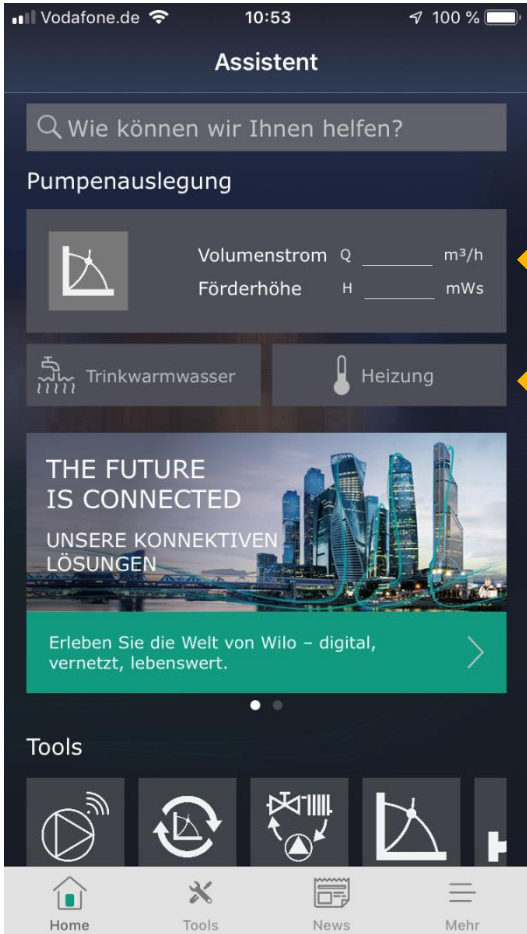 Vodafone.de 10:53 100 %
Assistent
Wie können wir Ihnen helfen?
Pumpenauslegung
Volumenstrom Q ______ m³/h
Förderhöhe H ______ mWs
Trinkwarmwasser Heizung
THE FUTURE
IS CONNECTED
UNSERE KONNEKTIVEN
LÖSUNGEN
Erleben Sie die Welt von Wilo – digital,
vernetzt, lebenswert.
Tools
Home Tools News Mehr